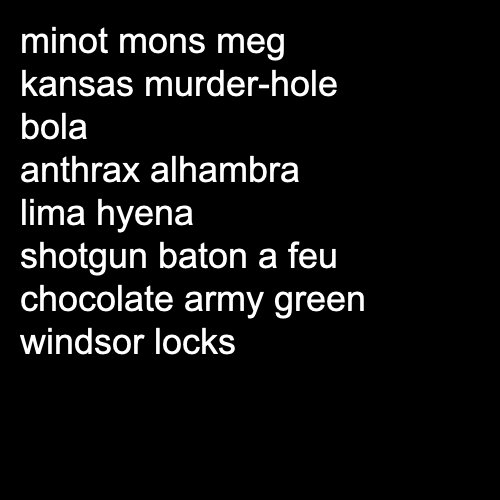 minot mons meg
kansas murder-hole
bola
anthrax alhambra
lima hyena
shotgun baton a feu
chocolate army green
windsor locks